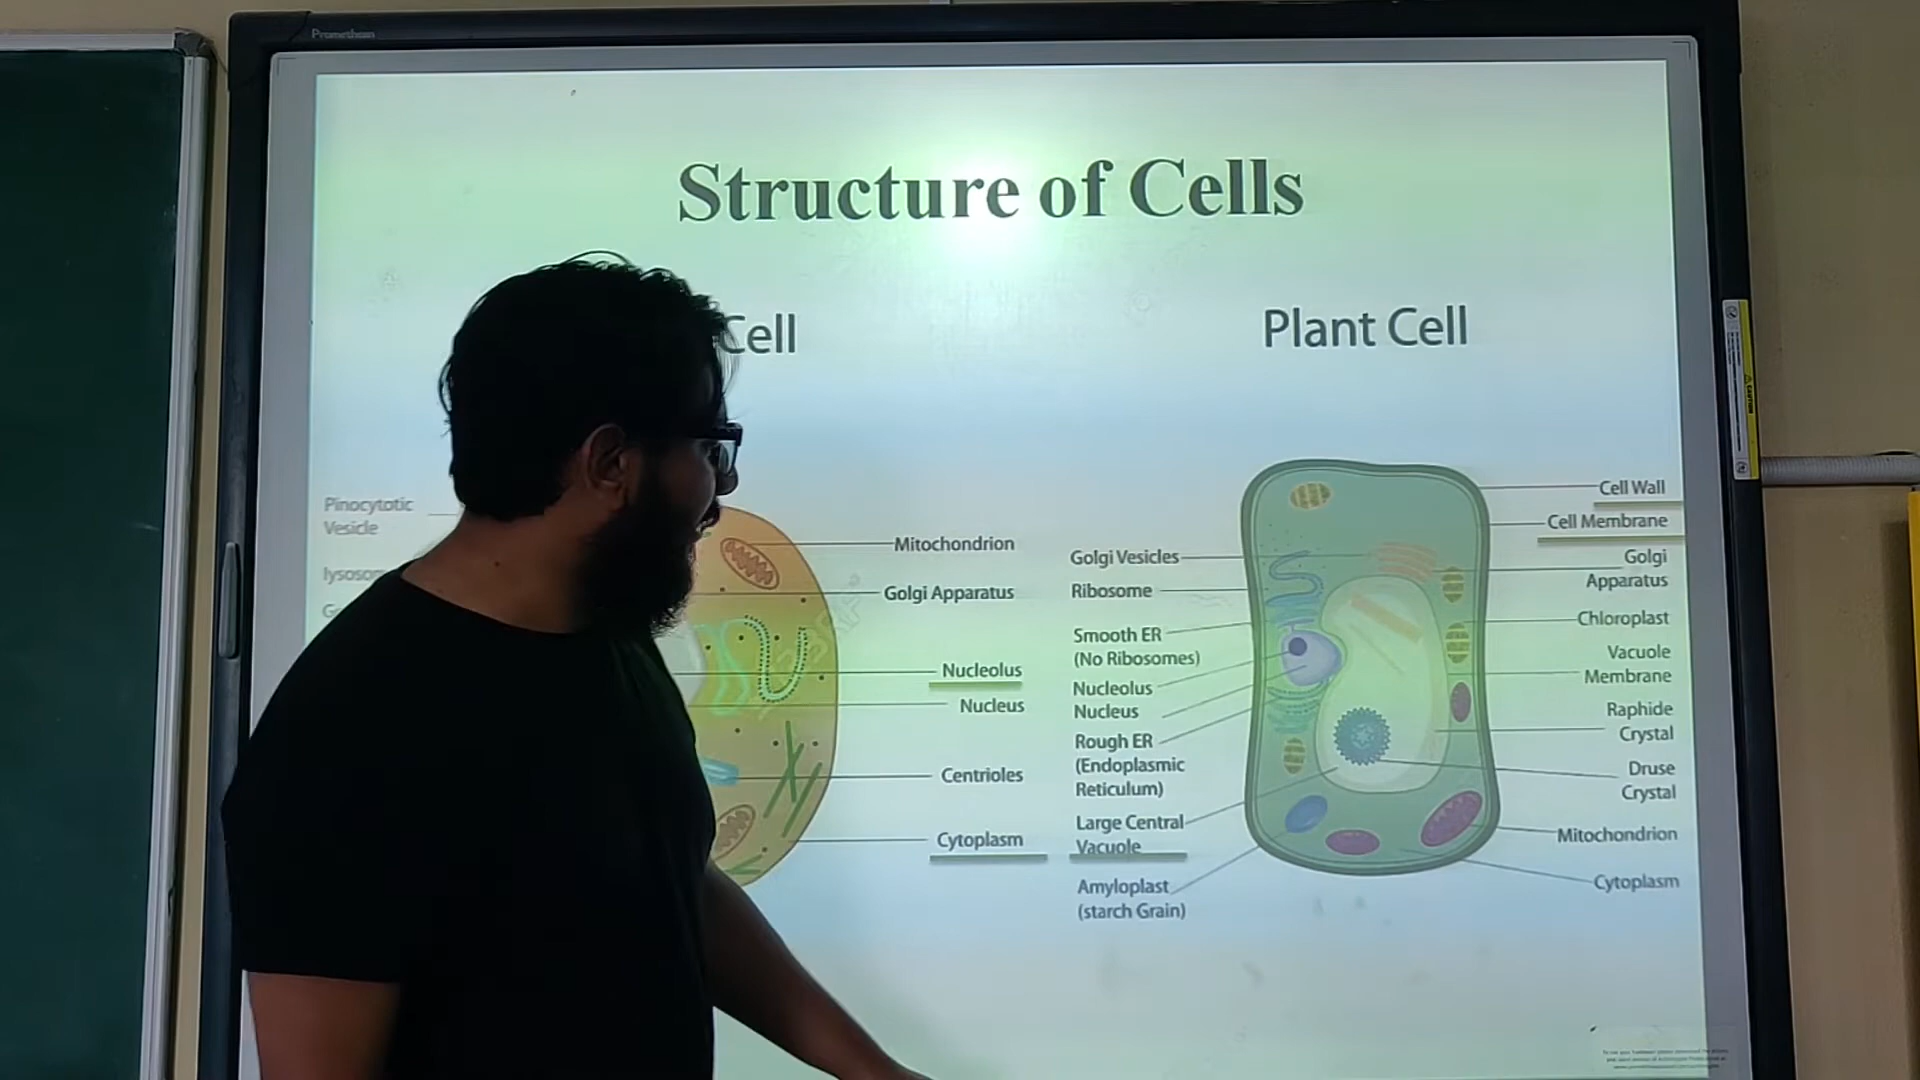 Promethean
Structure of Cells
Cell
Plant Cell
Pinocytotic
Vesicle
Mitochondrion
Golgi Apparatus
Nucleolus
Nucleus
Centrioles
Cytoplasm
Golgi Vesicles
Ribosome
Smooth ER
(No Ribosomes)
Nucleolus
Nucleus
Rough ER
(Endoplasmic
Reticulum)
Large Central
Vacuole
Amyloplast
(starch Grain)
Cell Wall
Cell Membrane
Golgi
Apparatus
Chloroplast
Vacuole
Membrane
Raphide
Crystal
Druse
Crystal
Mitochondrion
Cytoplasm
CAUTION